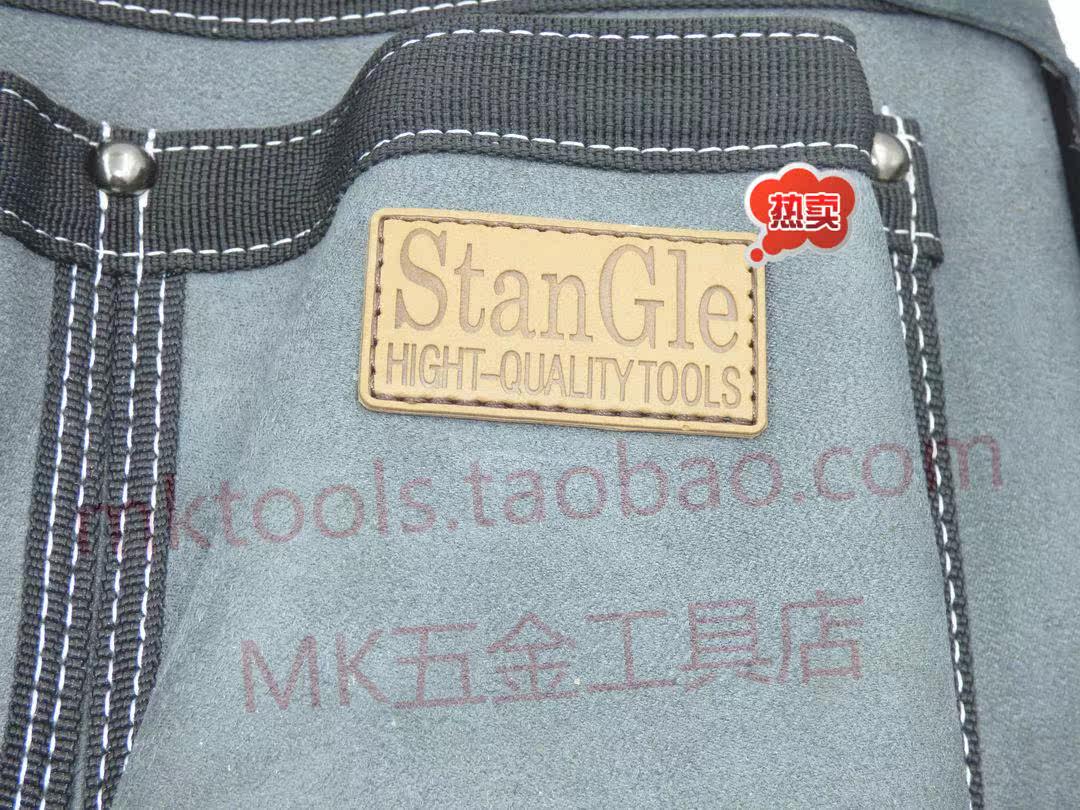 热卖
StanGle
HIGHT-QUALITY TOOLS
mktools.taobao.com
MK五金工具店